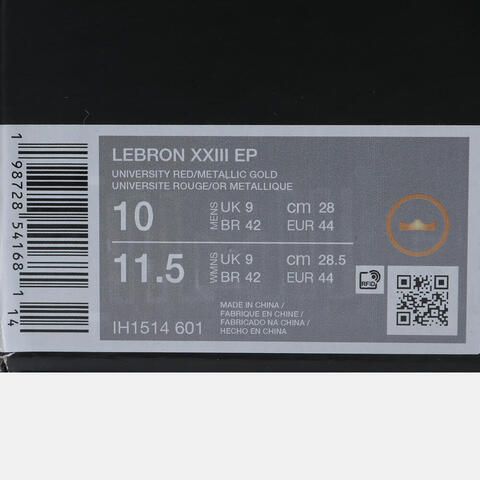 LEBRON XXIII EP
UNIVERSITY RED/METALLIC GOLD
UNIVERSITE ROUGE/OR METALLIQUE
10 MENS UK 9 cm 28
BR 42 EUR 44
11.5 WMNS UK 9 cm 28.5
BR 42 EUR 44
RFID
MADE IN CHINA /
FABRIQUE EN CHINE /
FABRICADO NA CHINA /
HECHO EN CHINA
IH1514 601
1 98728 54168 1 14